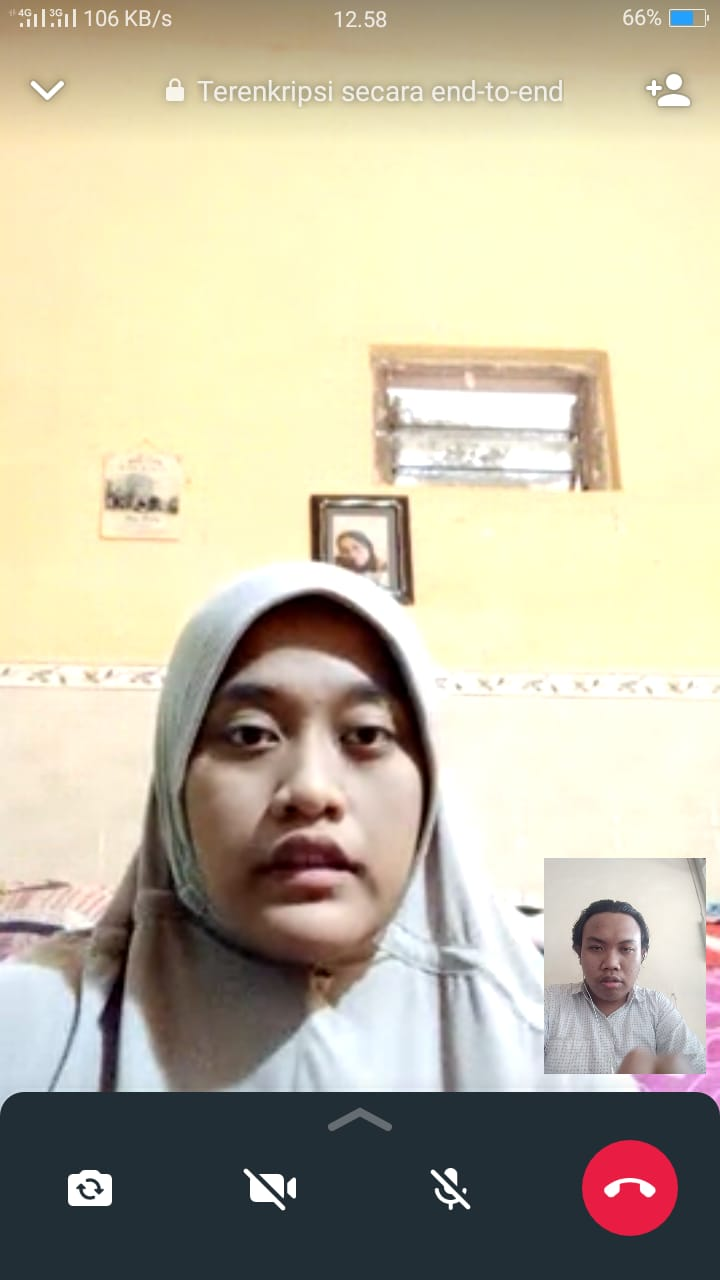 4G 3G 106 KB/s 12.58 66%
Terenkripsi secara end-to-end